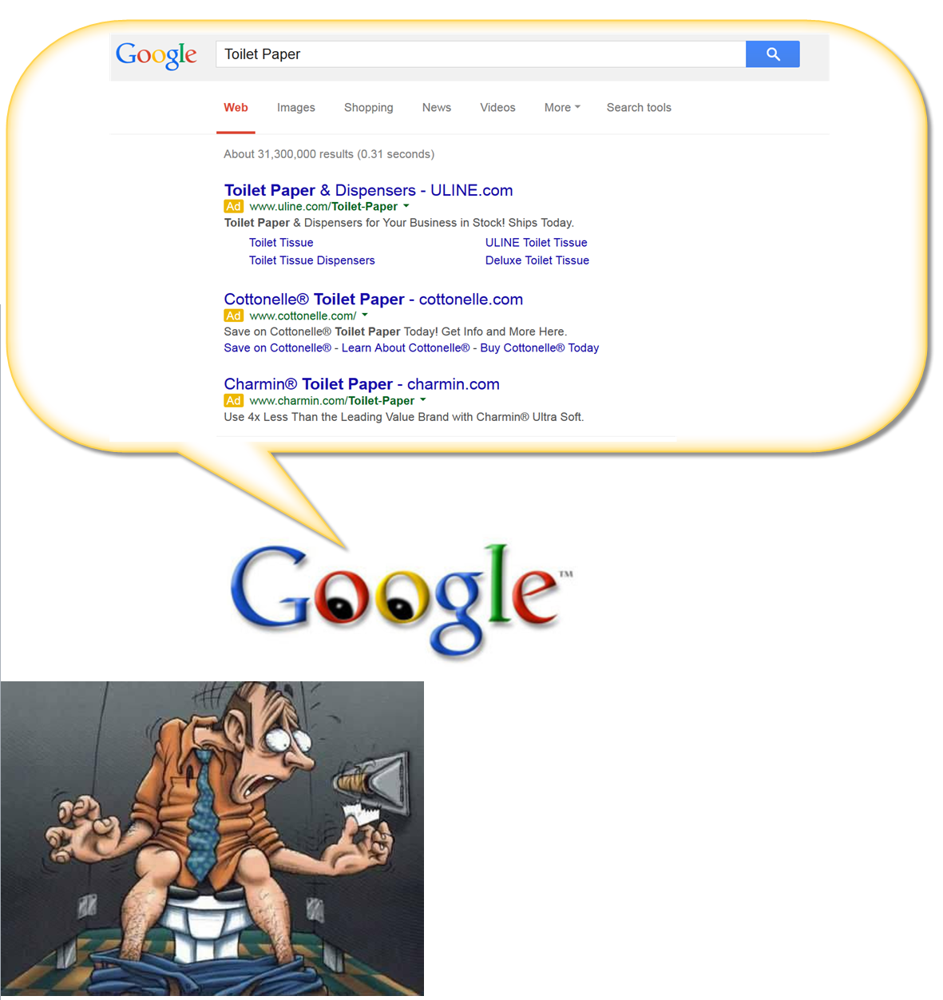 Google Toilet Paper
Web Images Shopping News Videos More Search tools
About 31,300,000 results (0.31 seconds)
Toilet Paper & Dispensers - ULINE.com
Ad www.uline.com/Toilet-Paper
Toilet Paper & Dispensers for Your Business in Stock! Ships Today.
Toilet Tissue ULINE Toilet Tissue
Toilet Tissue Dispensers Deluxe Toilet Tissue
Cottonelle® Toilet Paper - cottonelle.com
Ad www.cottonelle.com/
Save on Cottonelle® Toilet Paper Today! Get Info and More Here.
Save on Cottonelle® - Learn About Cottonelle® - Buy Cottonelle® Today
Charmin® Toilet Paper - charmin.com
Ad www.charmin.com/Toilet-Paper
Use 4x Less Than the Leading Value Brand with Charmin® Ultra Soft.
Google™